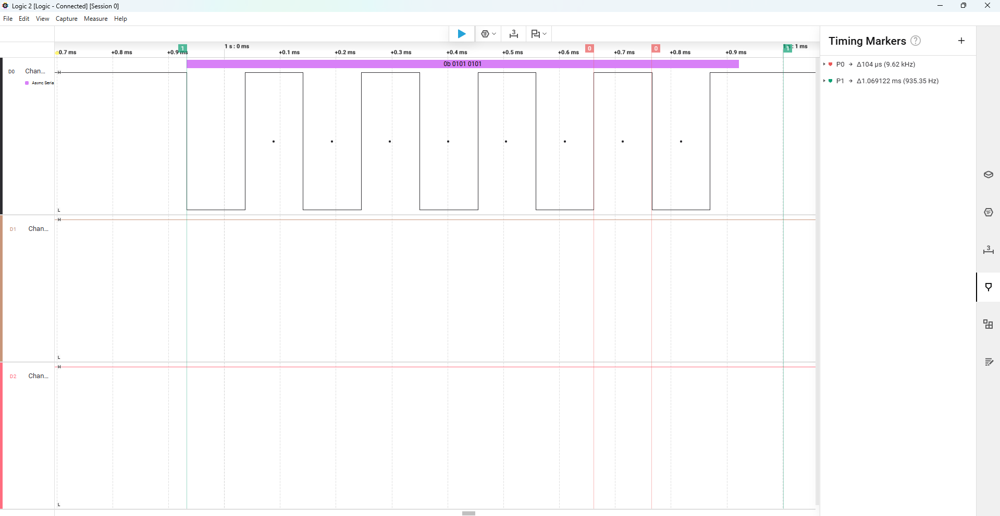 Logic 2 [Logic - Connected] [Session 0]
File Edit View Capture Measure Help
3
1 s : 0 ms
1 s : 1 ms
1
0
0
1
+0.7 ms +0.8 ms +0.9 ms +0.1 ms +0.2 ms +0.3 ms +0.4 ms +0.5 ms +0.6 ms +0.7 ms +0.8 ms +0.9 ms
0b 0101 0101
D0 Chan...
Async Seria
H
L
D1 Chan...
H
L
D2 Chan...
H
L
Timing Markers ?
+
P0 → Δ104 μs (9.62 kHz)
P1 → Δ1.069122 ms (935.35 Hz)
1F
3